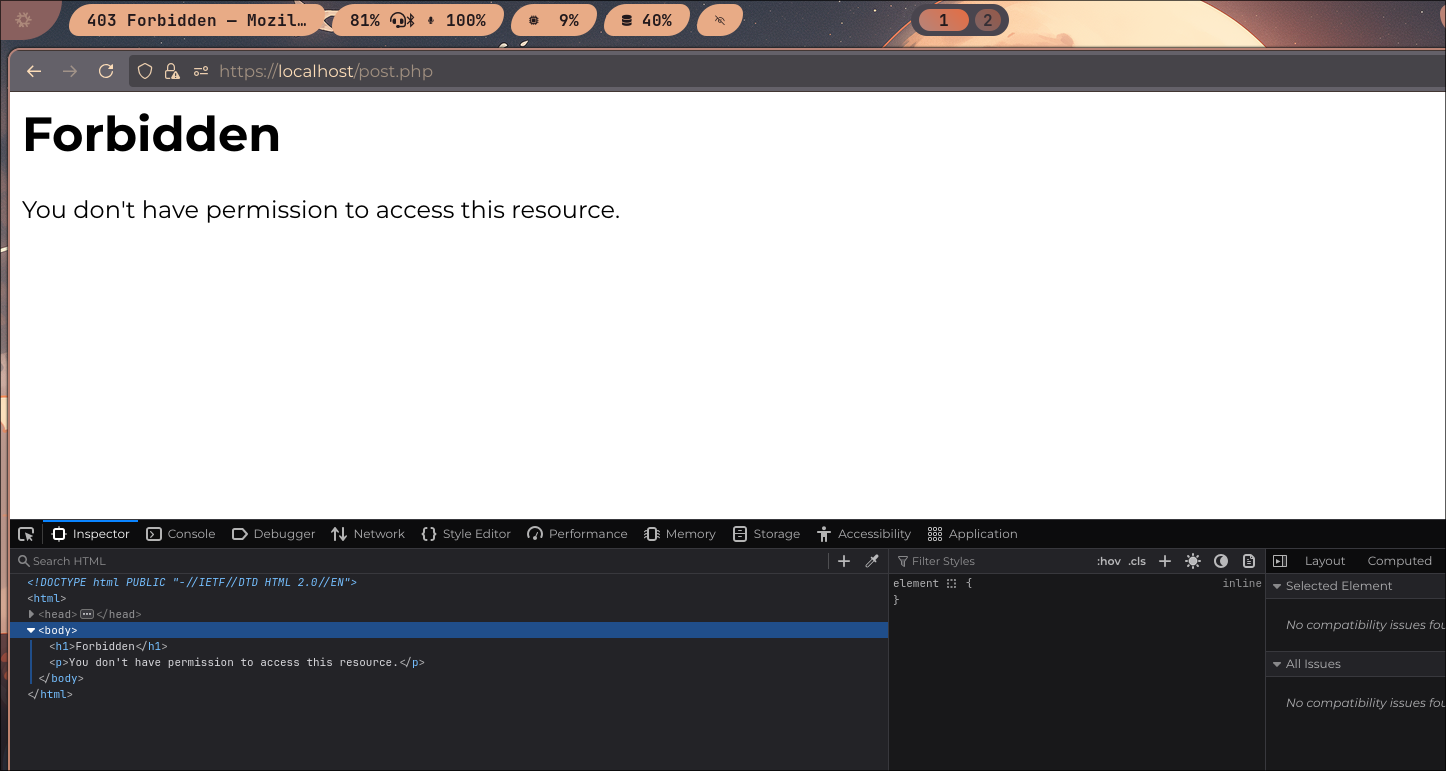 403 Forbidden — Mozil…
81%
100%
9%
40%
1
2
https://localhost/post.php
Forbidden
You don't have permission to access this resource.
Inspector
Console
Debugger
Network
Style Editor
Performance
Memory
Storage
Accessibility
Application
Search HTML
Filter Styles
:hov
.cls
Layout
Computed
<!DOCTYPE html PUBLIC "-//IETF//DTD HTML 2.0//EN">
<html>
<head>
</head>
<body>
<h1>Forbidden</h1>
<p>You don't have permission to access this resource.</p>
</body>
</html>
element { inline
}
Selected Element
No compatibility issues fou
All Issues
No compatibility issues fou